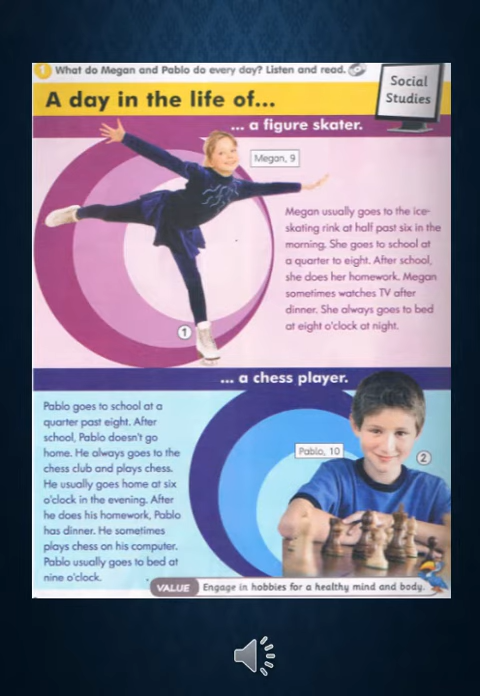 1 What do Megan and Pablo do every day? Listen and read.
Social
Studies
A day in the life of...
... a figure skater.
Megan, 9
Megan usually goes to the ice-
skating rink at half past six in the
morning. She goes to school at
a quarter to eight. After school,
she does her homework. Megan
sometimes watches TV after
dinner. She always goes to bed
at eight o'clock at night.
1
... a chess player.
Pablo goes to school at a
quarter past eight. After
school, Pablo doesn't go
home. He always goes to the
chess club and plays chess.
He usually goes home at six
o'clock in the evening. After
he does his homework, Pablo
has dinner. He sometimes
plays chess on his computer.
Pablo usually goes to bed at
nine o'clock.
Pablo, 10
2
VALUE Engage in hobbies for a healthy mind and body.